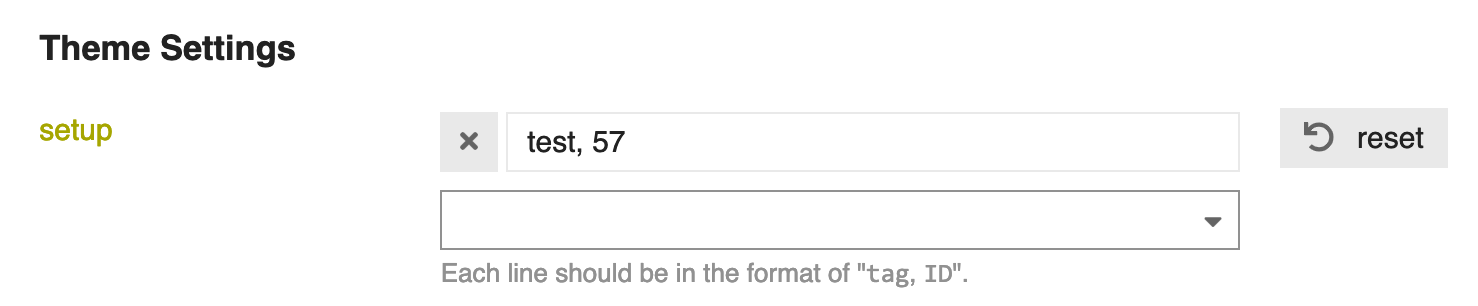 Theme Settings
setup
test, 57
reset
Each line should be in the format of "tag, ID".